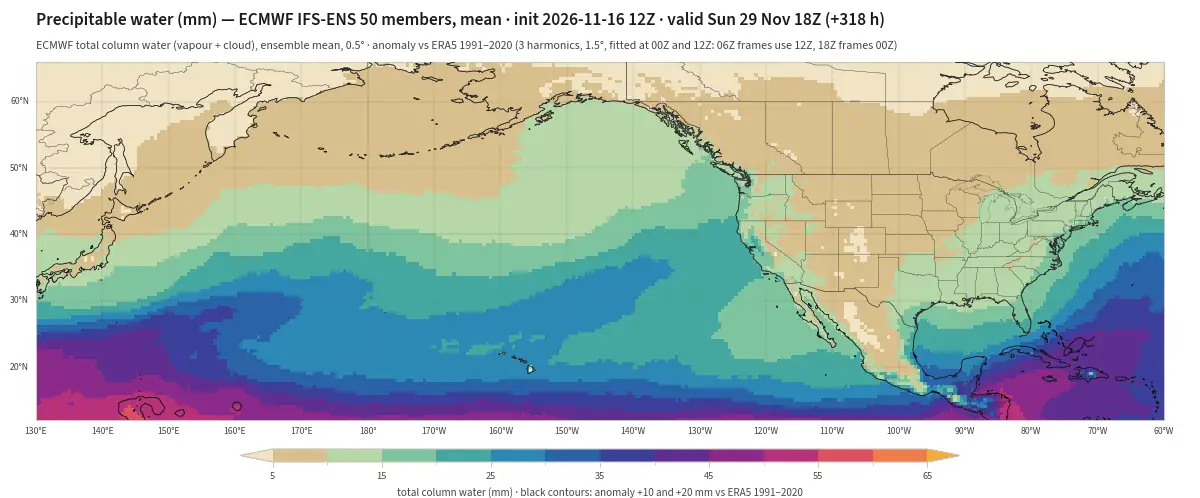 Precipitable water (mm) — ECMWF IFS-ENS 50 members, mean · init 2026-11-16 12Z · valid Sun 29 Nov 18Z (+318 h)
ECMWF total column water (vapour + cloud), ensemble mean, 0.5° · anomaly vs ERA5 1991–2020 (3 harmonics, 1.5°, fitted at 00Z and 12Z: 06Z frames use 12Z, 18Z frames 00Z)
60°N
50°N
40°N
30°N
20°N
130°E 140°E 150°E 160°E 170°E 180° 170°W 160°W 150°W 140°W 130°W 120°W 110°W 100°W 90°W 80°W 70°W 60°W
5 15 25 35 45 55 65
total column water (mm) · black contours: anomaly +10 and +20 mm vs ERA5 1991–2020